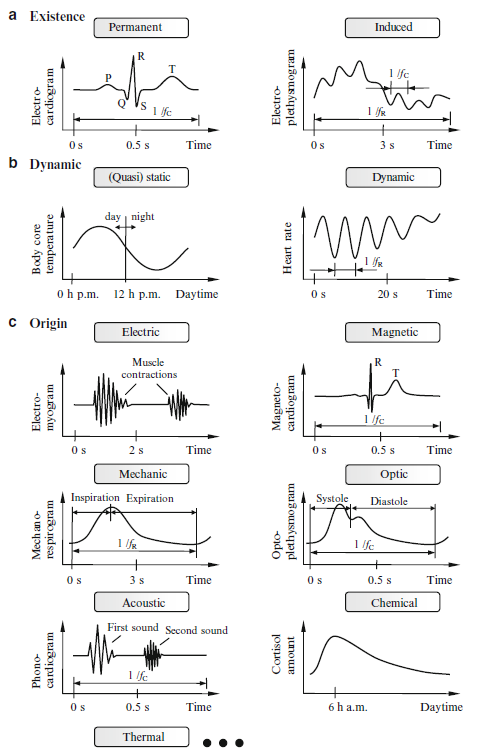 a Existence
Permanent
Induced
Electro-
cardiogram
P
R
T
Q
S
1/fC
0 s
0.5 s
Time
Electro-
plethysmogram
1/fC
1/fR
0 s
3 s
Time
b Dynamic
(Quasi) static
Dynamic
Body core
temperature
day night
0 h p.m.
12 h p.m.
Daytime
Heart rate
1/fR
0 s
20 s
Time
c Origin
Electric
Magnetic
Electro-
myogram
Muscle
contractions
0 s
2 s
Time
Magneto-
cardiogram
R
T
1/fC
0 s
0.5 s
Time
Mechanic
Optic
Mechano-
respirogram
Inspiration Expiration
1/fR
0 s
3 s
Time
Opto-
plethysmogram
Systole Diastole
1/fC
0 s
0.5 s
Time
Acoustic
Chemical
Phono-
cardiogram
First sound
Second sound
1/fC
0 s
0.5 s
Time
Cortisol
amount
6 h a.m.
Daytime
Thermal